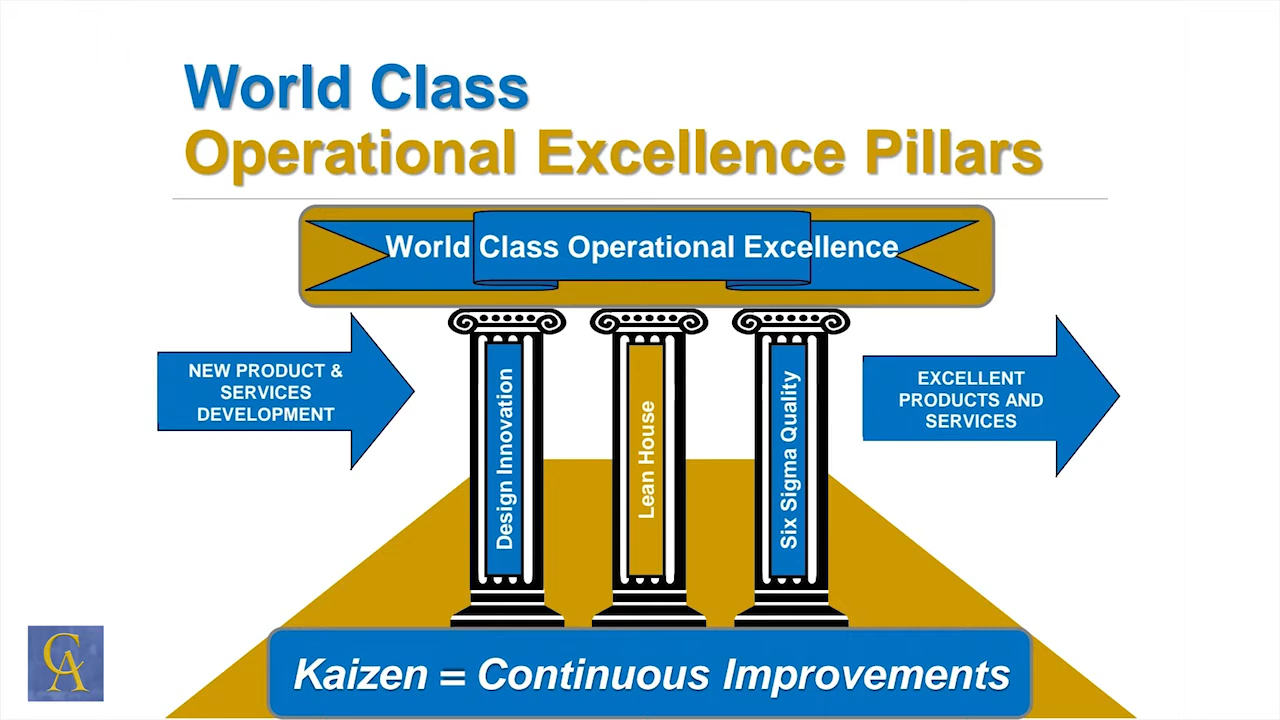 World Class
Operational Excellence Pillars
World Class Operational Excellence
NEW PRODUCT &
SERVICES
DEVELOPMENT
Design Innovation
Lean House
Six Sigma Quality
EXCELLENT
PRODUCTS AND
SERVICES
Kaizen = Continuous Improvements
CA